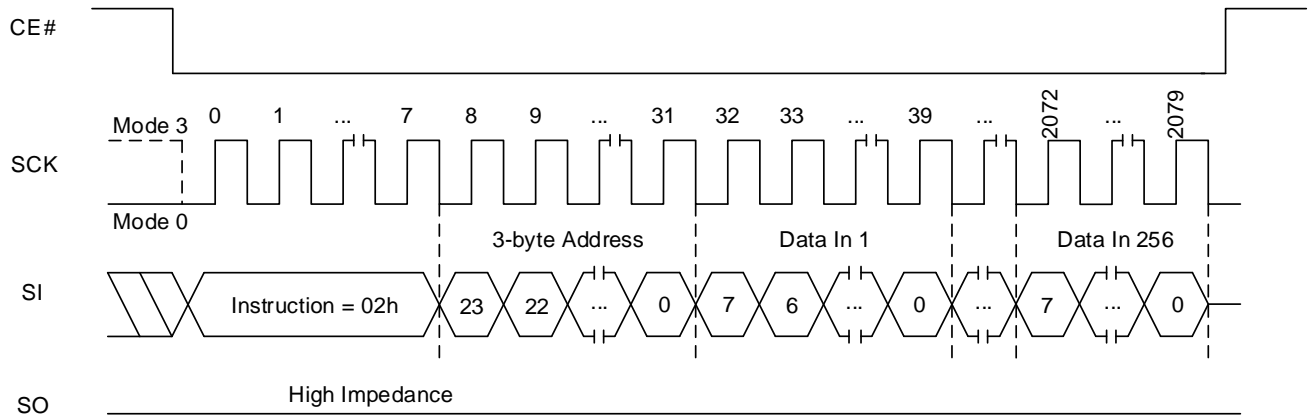 CE#
0 1 ... 7 8 9 ... 31 32 33 ... 39 ... 2072 ... 2079
Mode 3
SCK
Mode 0
3-byte Address Data In 1 Data In 256
SI Instruction = 02h 23 22 ... 0 7 6 ... 0 ... 7 ... 0
High Impedance
SO